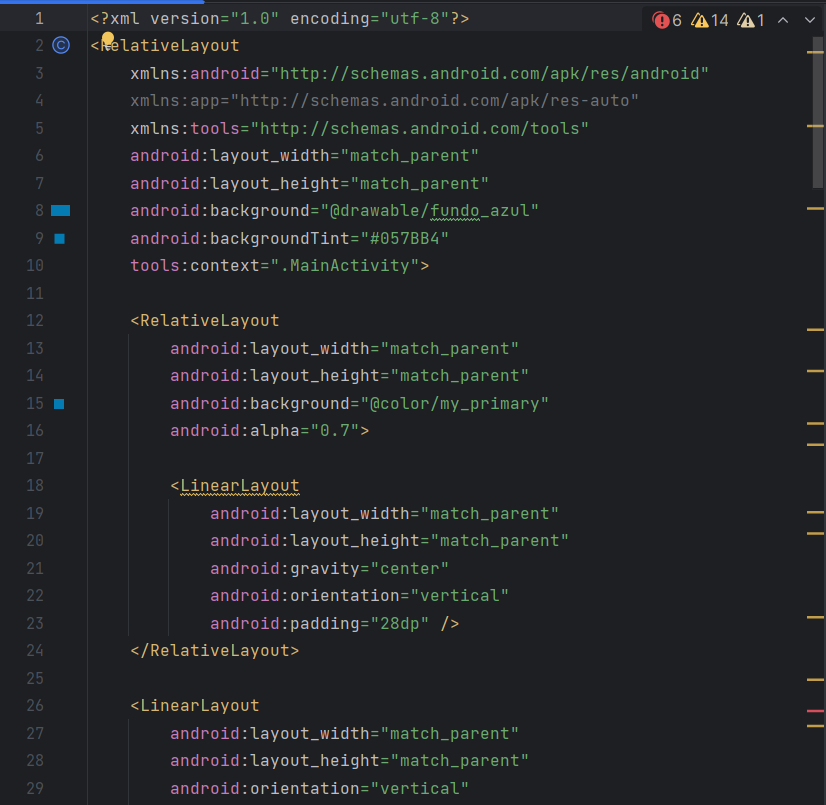 1 <?xml version="1.0" encoding="utf-8"?> 6 14 1
2 <RelativeLayout
3 xmlns:android="http://schemas.android.com/apk/res/android"
4 xmlns:app="http://schemas.android.com/apk/res-auto"
5 xmlns:tools="http://schemas.android.com/tools"
6 android:layout_width="match_parent"
7 android:layout_height="match_parent"
8 android:background="@drawable/fundo_azul"
9 android:backgroundTint="#057BB4"
10 tools:context=".MainActivity">
11
12 <RelativeLayout
13 android:layout_width="match_parent"
14 android:layout_height="match_parent"
15 android:background="@color/my_primary"
16 android:alpha="0.7">
17
18 <LinearLayout
19 android:layout_width="match_parent"
20 android:layout_height="match_parent"
21 android:gravity="center"
22 android:orientation="vertical"
23 android:padding="28dp" />
24 </RelativeLayout>
25
26 <LinearLayout
27 android:layout_width="match_parent"
28 android:layout_height="match_parent"
29 android:orientation="vertical"